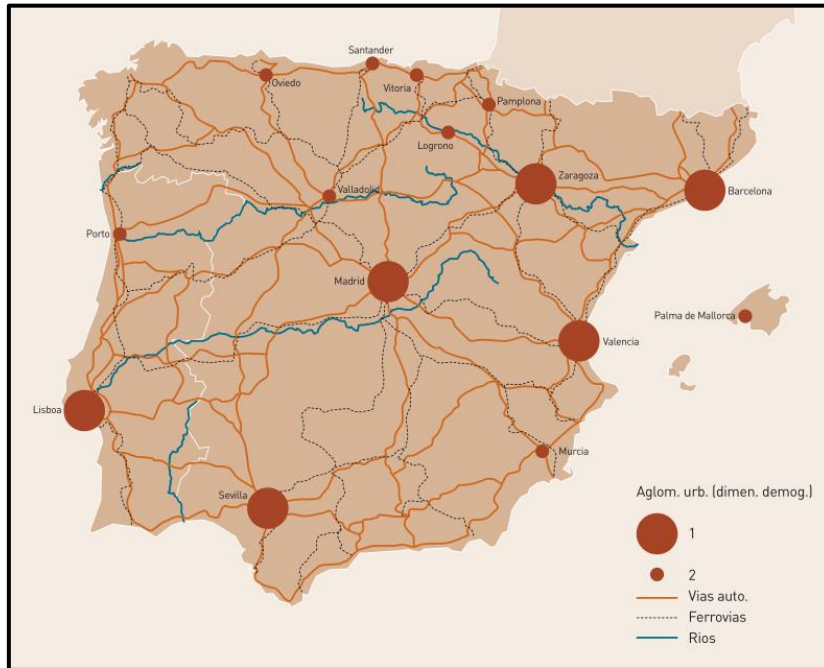 Santander
Oviedo
Vitoria
Pamplona
Logrono
Zaragoza
Valladolid
Barcelona
Porto
Madrid
Palma de Mallorca
Valencia
Lisboa
Murcia
Sevilla
Aglom. urb. (dimen. demog.)
1
2
Vias auto.
Ferrovias
Rios